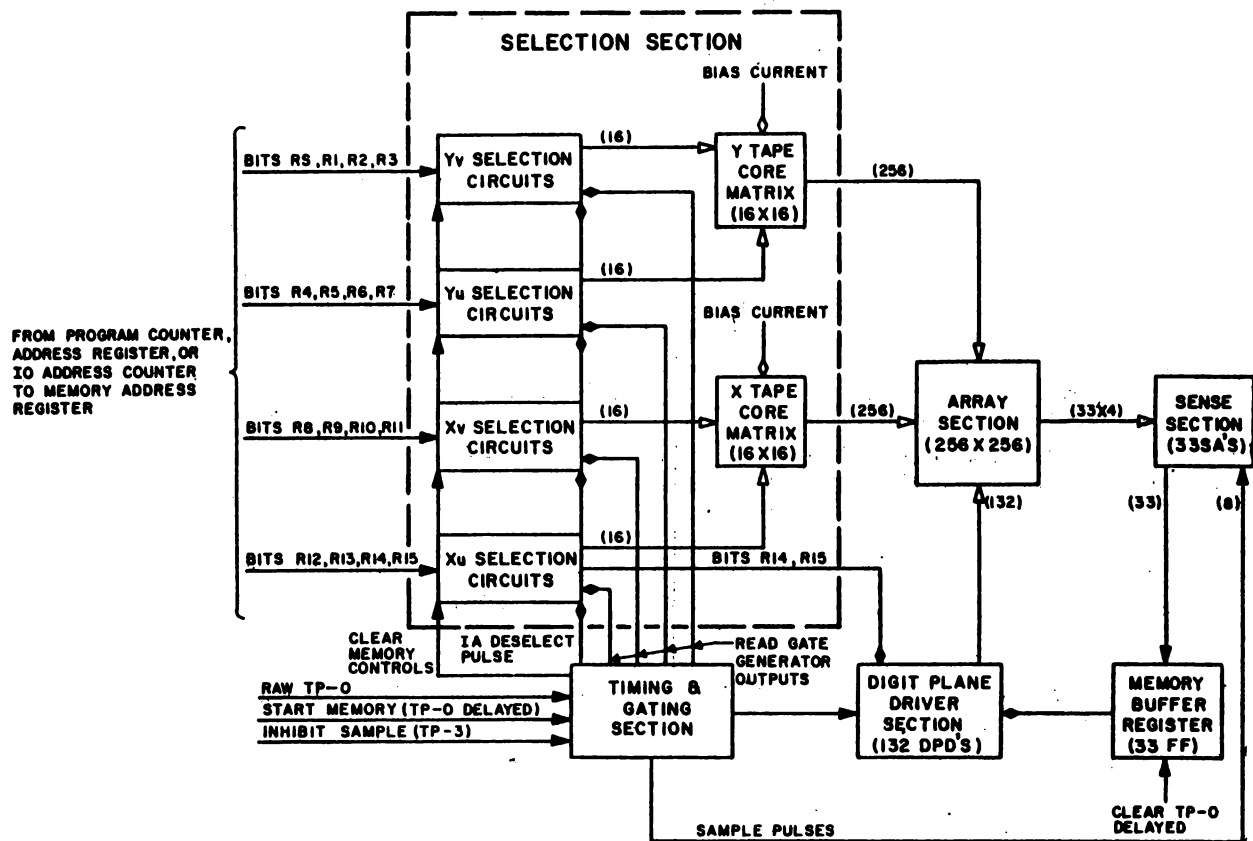 SELECTION SECTION
BIAS CURRENT
BITS RS,R1,R2,R3
YV SELECTION
CIRCUITS
(16)
Y TAPE
CORE
MATRIX
(16X16)
(256)
BITS R4,R5,R6,R7
YU SELECTION
CIRCUITS
(16)
BIAS CURRENT
FROM PROGRAM COUNTER,
ADDRESS REGISTER,OR
IO ADDRESS COUNTER
TO MEMORY ADDRESS
REGISTER
BITS R8,R9,R10,R11
XV SELECTION
CIRCUITS
(16)
X TAPE
CORE
MATRIX
(16X16)
(256)
ARRAY
SECTION
(256X256)
(33X4)
SENSE
SECTION
(33SA'S)
(132)
(33)
(8)
BITS R12,R13,R14,R15
XU SELECTION
CIRCUITS
(16)
BITS R14, R15
CLEAR
MEMORY
CONTROLS
IA DESELECT
PULSE
READ GATE
GENERATOR
OUTPUTS
RAW TP-0
START MEMORY (TP-0 DELAYED)
INHIBIT SAMPLE (TP-3)
TIMING &
GATING
SECTION
DIGIT PLANE
DRIVER
SECTION
(132 DPD'S)
MEMORY
BUFFER
REGISTER
(33 FF)
CLEAR TP-0
DELAYED
SAMPLE PULSES